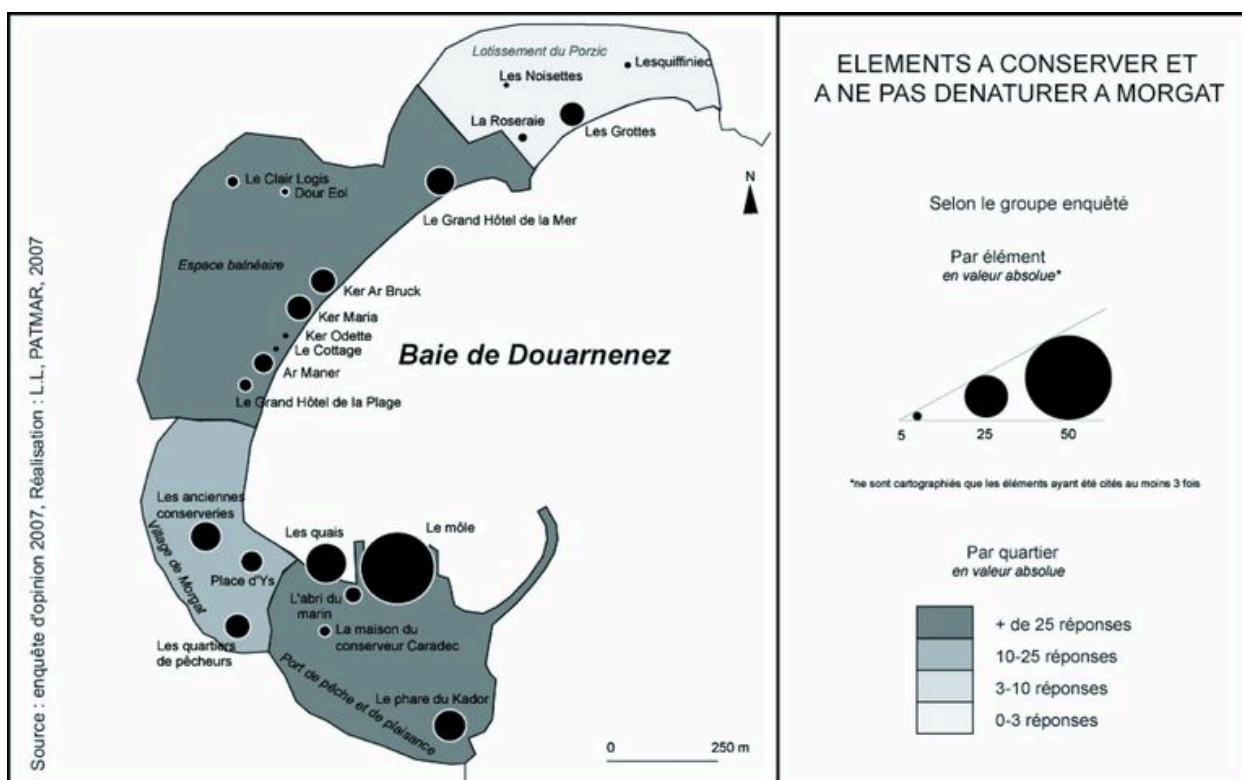 Lotissement du Porzic
Lesquiffiniec
Les Noisettes
La Roseraie
Les Grottes
Le Clair Logis
Dour Eol
N
Le Grand Hôtel de la Mer
Espace balnéaire
Ker Ar Bruck
Ker Maria
Ker Odette
Le Cottage
Baie de Douarnenez
Ar Maner
Le Grand Hôtel de la Plage
Les anciennes
conserveries
Les quais
Le môle
Village de Morgat
Place d'Ys
L'abri du
marin
La maison du
conserveur Caradec
Les quartiers
de pêcheurs
Port de pêche et de plaisance
Le phare du Kador
0 250 m
Source : enquête d'opinion 2007, Réalisation : L.L, PATMAR, 2007
ELEMENTS A CONSERVER ET
A NE PAS DENATURER A MORGAT
Selon le groupe enquêté
Par élément
en valeur absolue*
5 25 50
*ne sont cartographiés que les éléments ayant été cités au moins 3 fois
Par quartier
en valeur absolue
+ de 25 réponses
10-25 réponses
3-10 réponses
0-3 réponses